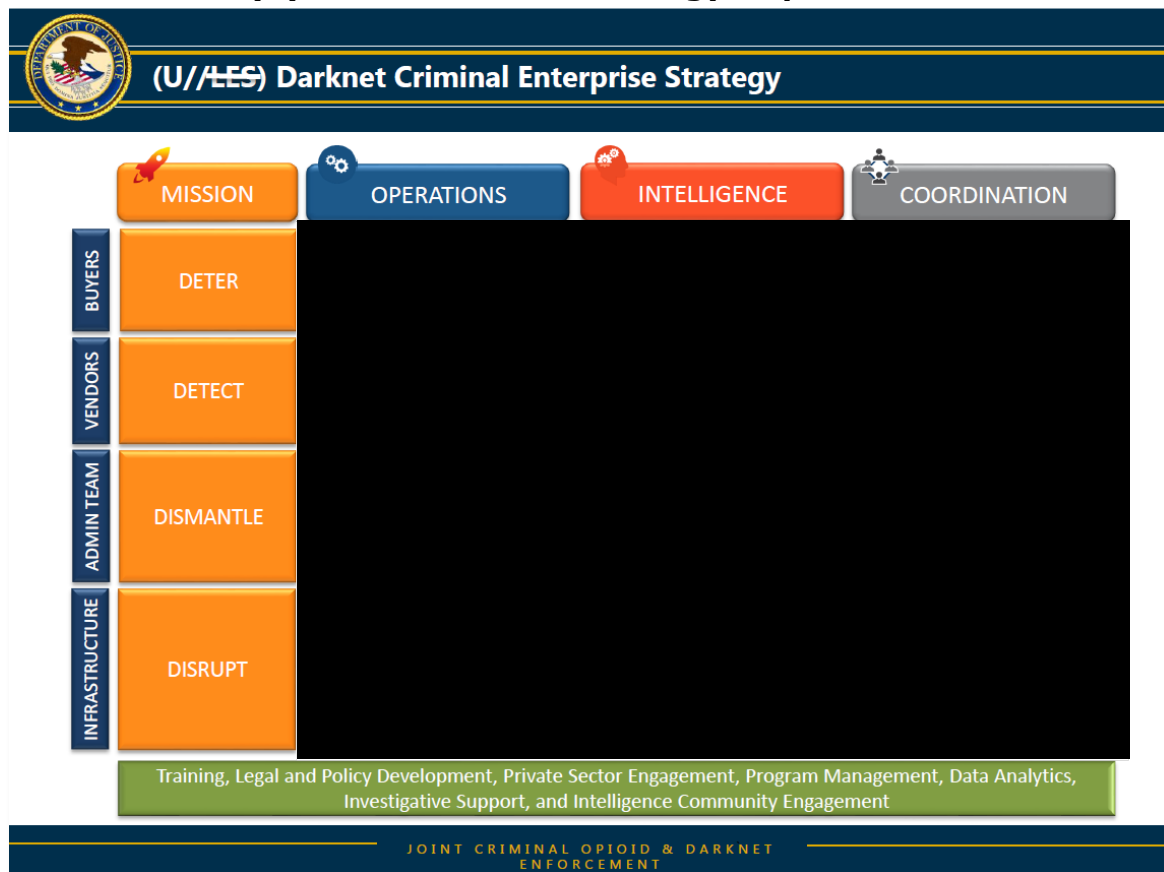 (U//LES) Darknet Criminal Enterprise Strategy
MISSION
OPERATIONS
INTELLIGENCE
COORDINATION
BUYERS
DETER
VENDORS
DETECT
ADMIN TEAM
DISMANTLE
INFRASTRUCTURE
DISRUPT
Training, Legal and Policy Development, Private Sector Engagement, Program Management, Data Analytics,
Investigative Support, and Intelligence Community Engagement
JOINT CRIMINAL OPIOID & DARKNET
ENFORCEMENT